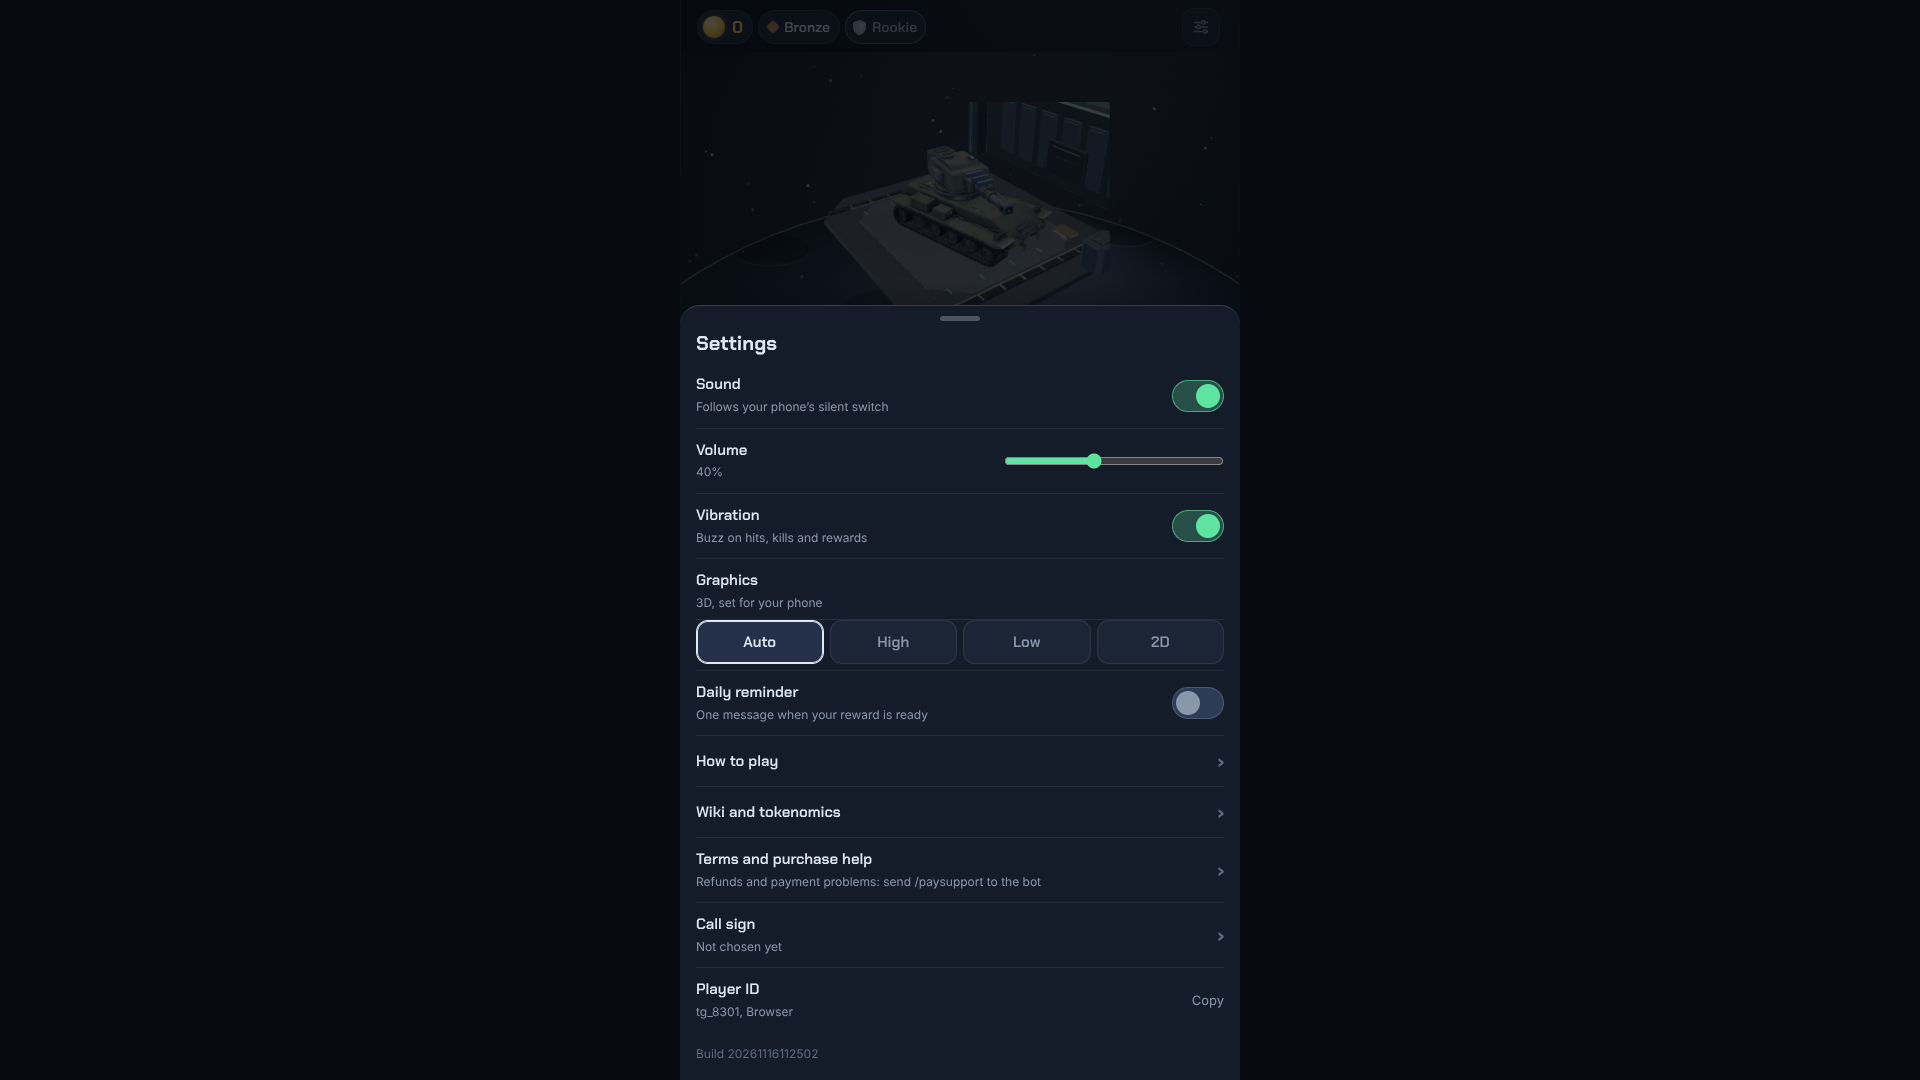 0 Bronze Rookie
Settings
Sound
Follows your phone’s silent switch
Volume
40%
Vibration
Buzz on hits, kills and rewards
Graphics
3D, set for your phone
Auto High Low 2D
Daily reminder
One message when your reward is ready
How to play
Wiki and tokenomics
Terms and purchase help
Refunds and payment problems: send /paysupport to the bot
Call sign
Not chosen yet
Player ID
tg_8301, Browser
Copy
Build 20261116112502